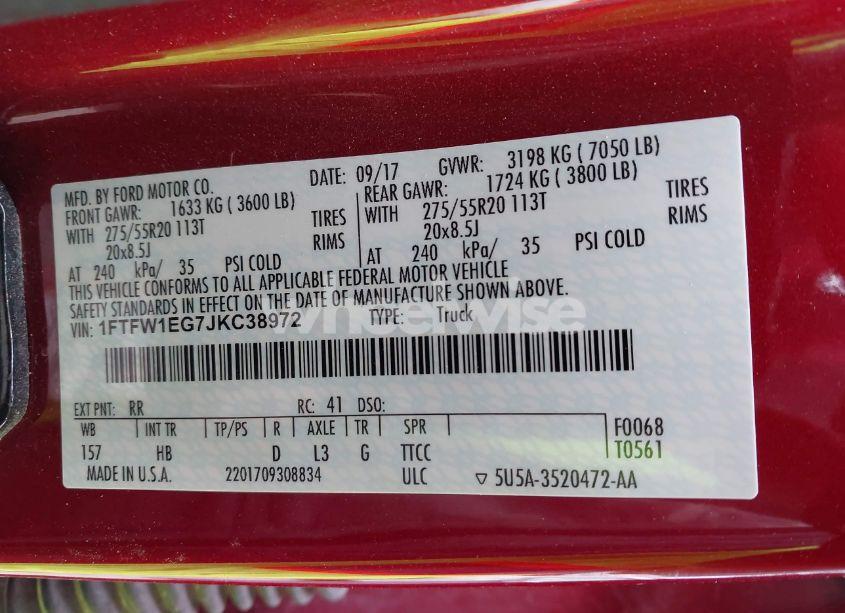 MFD. BY FORD MOTOR CO.
DATE: 09/17 GVWR: 3198 KG ( 7050 LB)
FRONT GAWR: 1633 KG ( 3600 LB) REAR GAWR: 1724 KG ( 3800 LB)
WITH 275/55R20 113T TIRES WITH 275/55R20 113T TIRES
20x8.5J RIMS 20x8.5J RIMS
AT 240 kPa/ 35 PSI COLD AT 240 kPa/ 35 PSI COLD
THIS VEHICLE CONFORMS TO ALL APPLICABLE FEDERAL MOTOR VEHICLE
SAFETY STANDARDS IN EFFECT ON THE DATE OF MANUFACTURE SHOWN ABOVE.
VIN: 1FTFW1EG7JKC38972 TYPE: Truck
wheelwise
EXT PNT: RR RC: 41 DSO:
WB INT TR TP/PS R AXLE TR SPR F0068
157 HB D L3 G TTCC T0561
MADE IN U.S.A. 2201709308834 ULC ▽ 5U5A-3520472-AA